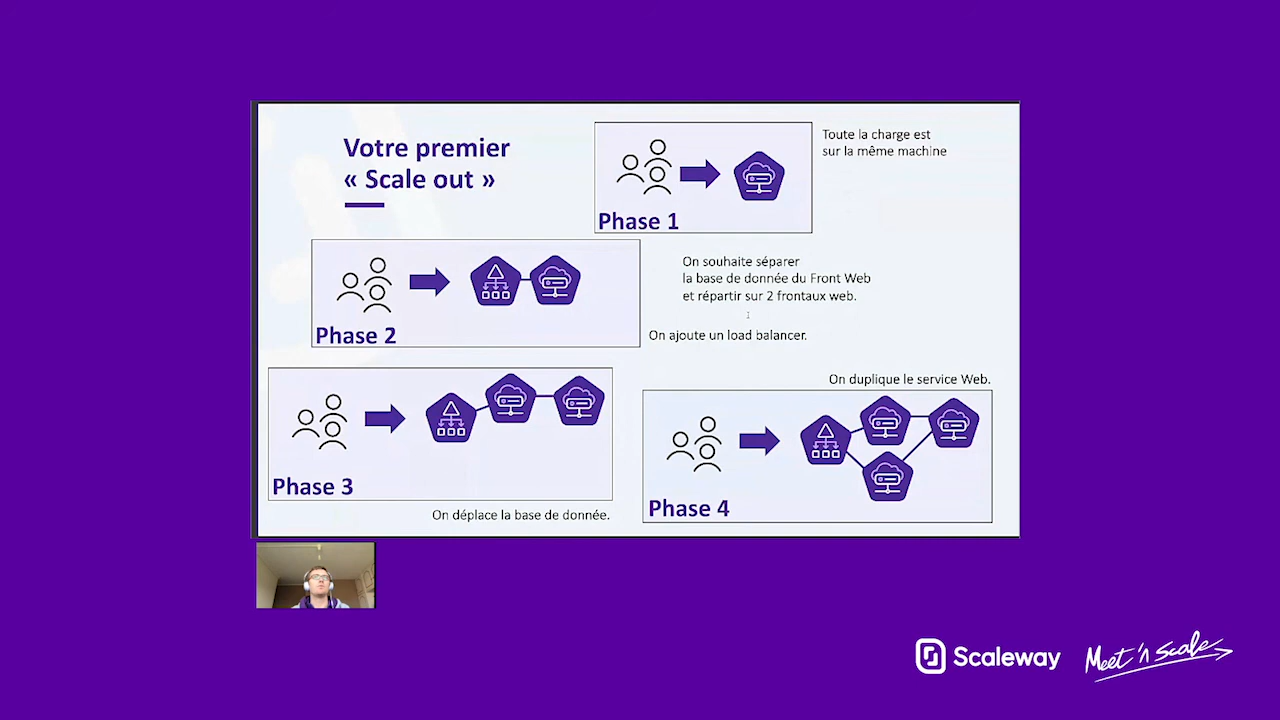 Votre premier
« Scale out »
Toute la charge est
sur la même machine
Phase 1
On souhaite séparer
la base de donnée du Front Web
et répartir sur 2 frontaux web.
Phase 2
On ajoute un load balancer.
Phase 3
On déplace la base de donnée.
On duplique le service Web.
Phase 4
Scaleway
Meet 'n Scale